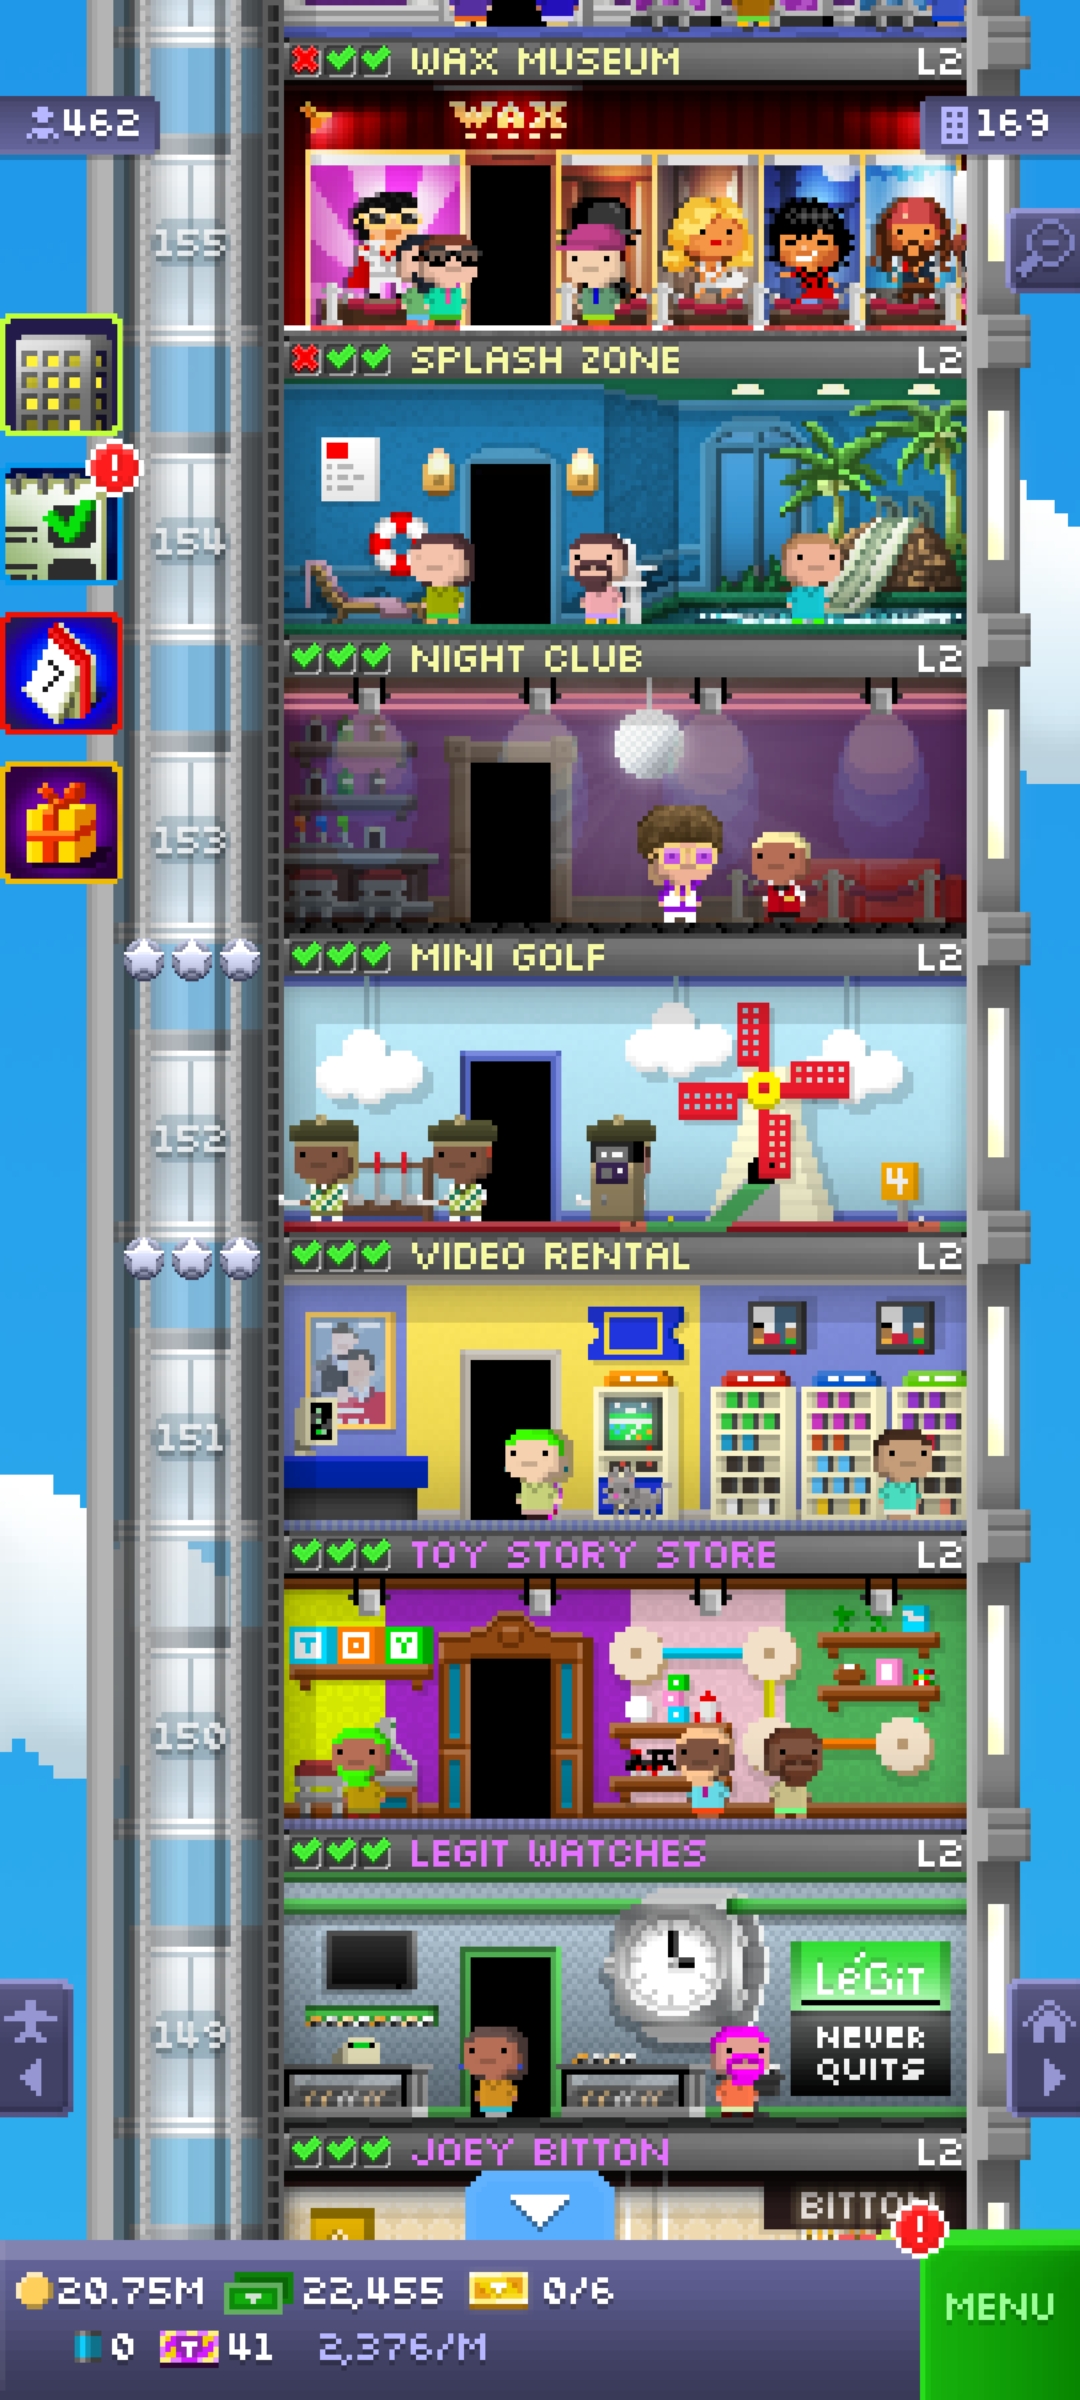 WAX MUSEUM L2
462
WAX
169
155
SPLASH ZONE L2
154
NIGHT CLUB L2
153
MINI GOLF L2
152
4
VIDEO RENTAL L2
151
TOY STORY STORE L2
TOY
150
LEGIT WATCHES L2
LéGiT
NEVER
QUITS
149
JOEY BITTON L2
BITTON
20.75M 22,455 0/6
MENU
0 T 41 2,376/M